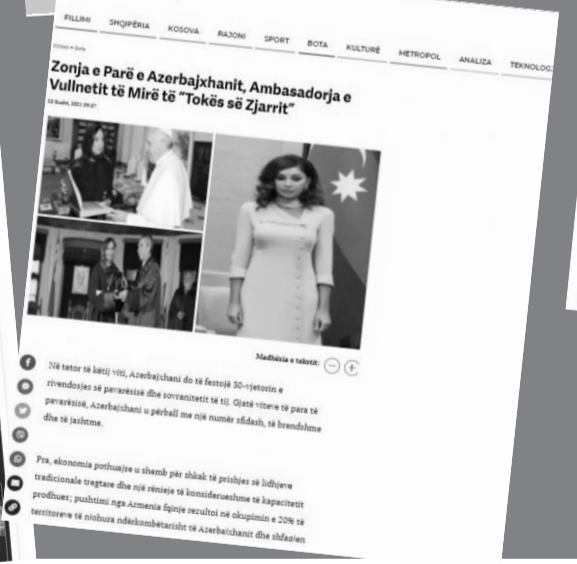 FILLIMI SHQIPËRIA KOSOVA RAJONI SPORT BOTA KULTURË METROPOL ANALIZA TEKNOLOG
Zonja e Parë e Azerbajxhanit, Ambasadorja e
Vullnetit të Mirë të "Tokës së Zjarrit"
Madhësia e tekstit:
Në tetor të këtij viti, Azerbajxhani do të festojë 30-vjetorin e
rivendosjes së pavarësisë dhe sovranitetit të tij. Gjatë viteve të para të
pavarësisë, Azerbajxhani u përball me një numër sfidash, të brendshme
dhe të jashtme.
Pra, ekonomia pothuajse u shemb për shkak të prishjes së lidhjeve
tradicionale tregtare dhe një rënieje të konsiderueshme të kapacitetit
prodhues; pushtimi nga Armenia fqinje rezultoi në okupimin e 20% të
territoreve të njohura ndërkombëtarisht të Azerbajxhanit dhe shfaqjen